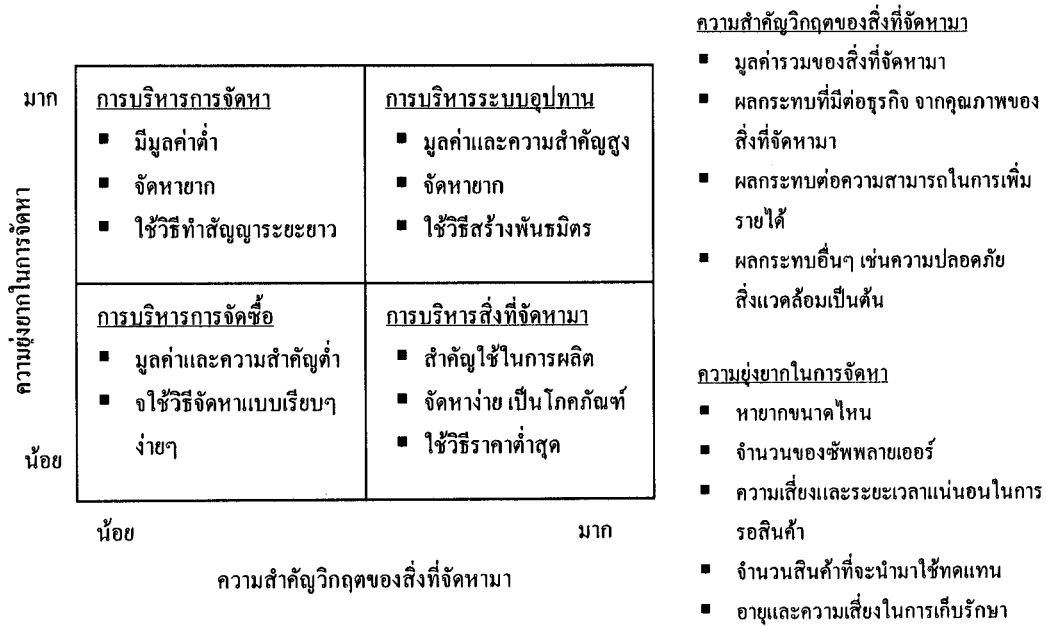 มาก
การบริหารการจัดหา
▪ มีมูลค่าต่ำ
▪ จัดหายาก
▪ ใช้วิธีทำสัญญาระยะยาว
การบริหารระบบอุปทาน
▪ มูลค่าและความสำคัญสูง
▪ จัดหายาก
▪ ใช้วิธีสร้างพันธมิตร
ความยุ่งยากในการจัดหา
การบริหารการจัดซื้อ
▪ มูลค่าและความสำคัญต่ำ
▪ จใช้วิธีจัดหาแบบเรียบๆ
ง่ายๆ
การบริหารสิ่งที่จัดหามา
▪ สำคัญใช้ในการผลิต
▪ จัดหาง่าย เป็นโภคภัณฑ์
▪ ใช้วิธีราคาต่ำสุด
น้อย
น้อย มาก
ความสำคัญวิกฤตของสิ่งที่จัดหามา
ความสำคัญวิกฤตของสิ่งที่จัดหามา
▪ มูลค่ารวมของสิ่งที่จัดหามา
▪ ผลกระทบที่มีต่อธุรกิจ จากคุณภาพของ
สิ่งที่จัดหามา
▪ ผลกระทบต่อความสามารถในการเพิ่ม
รายได้
▪ ผลกระทบอื่นๆ เช่นความปลอดภัย
สิ่งแวดล้อมเป็นต้น
ความยุ่งยากในการจัดหา
▪ หายากขนาดไหน
▪ จำนวนของซัพพลายเออร์
▪ ความเสี่ยงและระยะเวลาแน่นอนในการ
รอสินค้า
▪ จำนวนสินค้าที่จะนำมาใช้ทดแทน
▪ อายุและความเสี่ยงในการเก็บรักษา